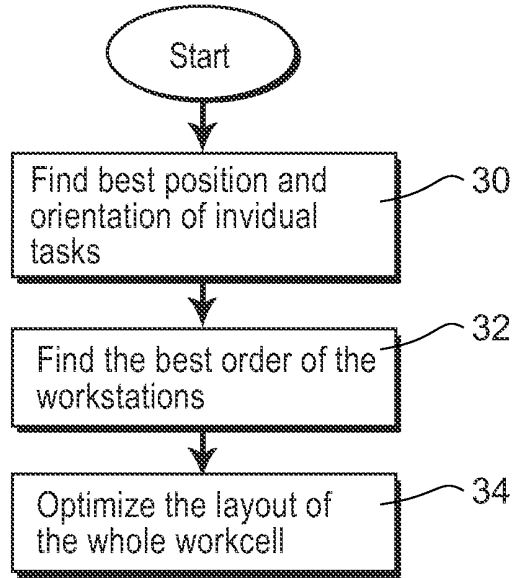 Start
Find best position and
orientation of invidual
tasks
30
Find the best order of the
workstations
32
Optimize the layout of
the whole workcell
34